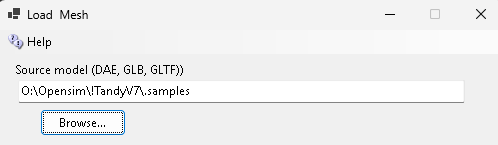 Load Mesh
Help
Source model (DAE, GLB, GLTF))
O:\Opensim\!TandyV7\.samples
Browse...